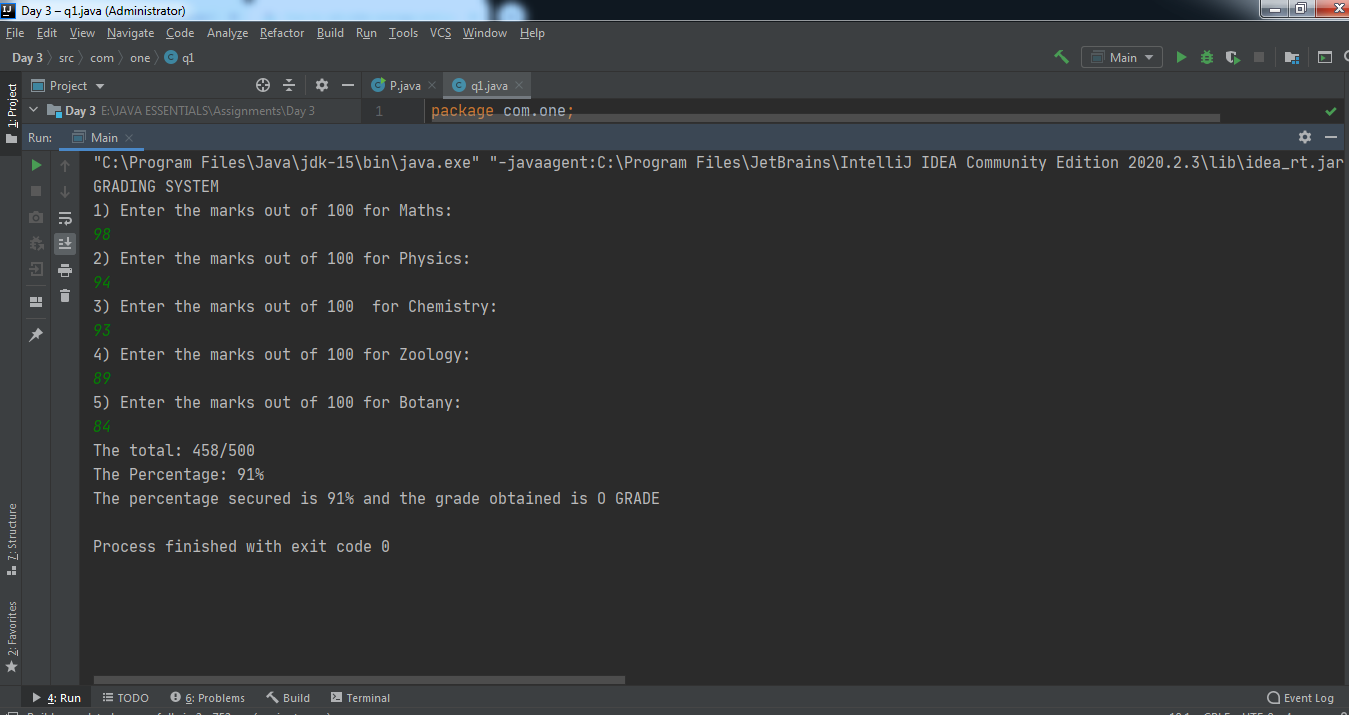 Day 3 – q1.java (Administrator)
File Edit View Navigate Code Analyze Refactor Build Run Tools VCS Window Help
Day 3 src com one q1
Main
Project
P.java
q1.java
1: Project
Day 3 E:\JAVA ESSENTIALS\Assignments\Day 3
1 package com.one;
Run: Main
"C:\Program Files\Java\jdk-15\bin\java.exe" "-javaagent:C:\Program Files\JetBrains\IntelliJ IDEA Community Edition 2020.2.3\lib\idea_rt.jar
GRADING SYSTEM
1) Enter the marks out of 100 for Maths:
98
2) Enter the marks out of 100 for Physics:
94
3) Enter the marks out of 100  for Chemistry:
93
4) Enter the marks out of 100 for Zoology:
89
5) Enter the marks out of 100 for Botany:
84
The total: 458/500
The Percentage: 91%
The percentage secured is 91% and the grade obtained is O GRADE
Process finished with exit code 0
7: Structure
2: Favorites
4: Run TODO 6: Problems Build Terminal Event Log